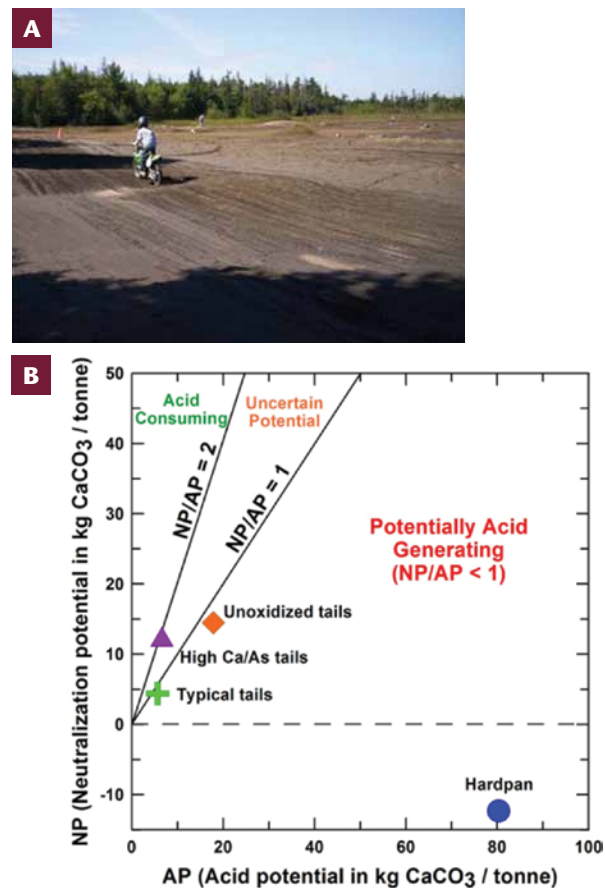 A
B
NP (Neutralization potential in kg CaCO3 / tonne)
50
40
30
20
10
0
-10
Acid
Consuming
Uncertain
Potential
NP/AP = 2
NP/AP = 1
Potentially Acid
Generating
(NP/AP < 1)
Unoxidized tails
High Ca/As tails
Typical tails
Hardpan
0
20
40
60
80
100
AP (Acid potential in kg CaCO3 / tonne)